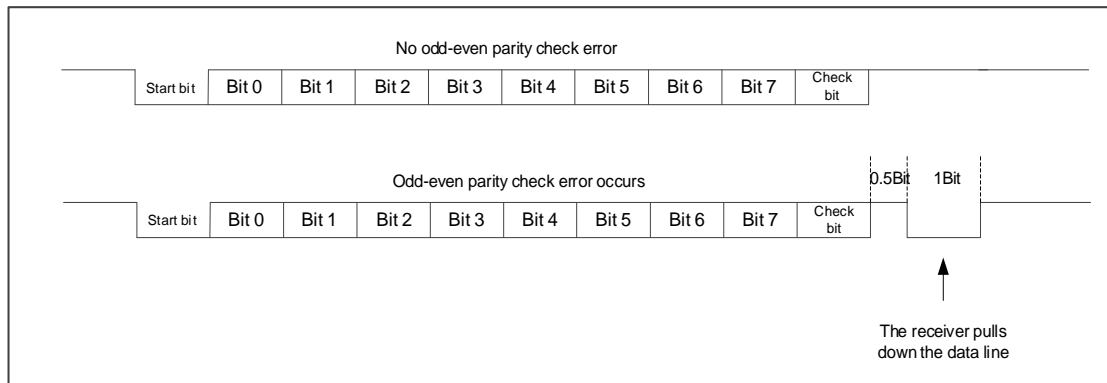 No odd-even parity check error
Start bit Bit 0 Bit 1 Bit 2 Bit 3 Bit 4 Bit 5 Bit 6 Bit 7 Check bit
Odd-even parity check error occurs
0.5Bit 1Bit
Start bit Bit 0 Bit 1 Bit 2 Bit 3 Bit 4 Bit 5 Bit 6 Bit 7 Check bit
The receiver pulls
down the data line